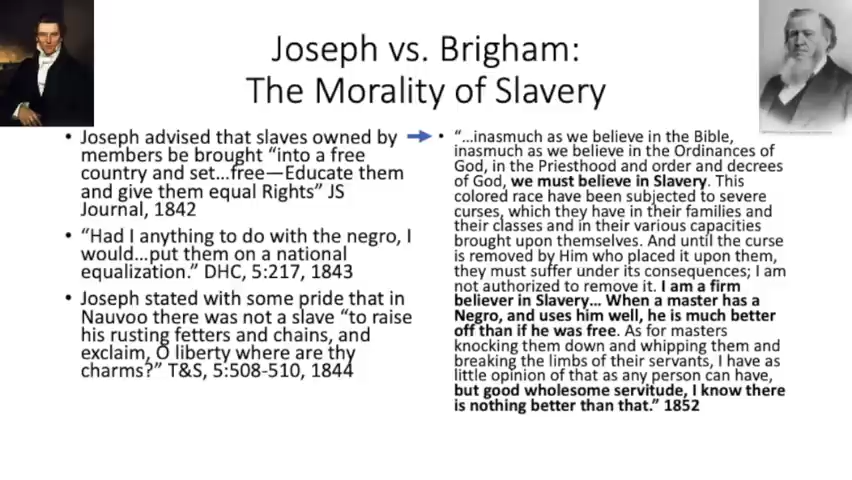 Joseph vs. Brigham:
The Morality of Slavery
• Joseph advised that slaves owned by
members be brought “into a free
country and set...free—Educate them
and give them equal Rights” JS
Journal, 1842
• “Had I anything to do with the negro, I
would...put them on a national
equalization.” DHC, 5:217, 1843
• Joseph stated with some pride that in
Nauvoo there was not a slave “to raise
his rusting fetters and chains, and
exclaim, O liberty where are thy
charms?” T&S, 5:508-510, 1844
• “...inasmuch as we believe in the Bible,
inasmuch as we believe in the Ordinances of
God, in the Priesthood and order and decrees
of God, we must believe in Slavery. This
colored race have been subjected to severe
curses, which they have in their families and
their classes and in their various capacities
brought upon themselves. And until the curse
is removed by Him who placed it upon them,
they must suffer under its consequences; I am
not authorized to remove it. I am a firm
believer in Slavery... When a master has a
Negro, and uses him well, he is much better
off than if he was free. As for masters
knocking them down and whipping them and
breaking the limbs of their servants, I have as
little opinion of that as any person can have,
but good wholesome servitude, I know there
is nothing better than that.” 1852